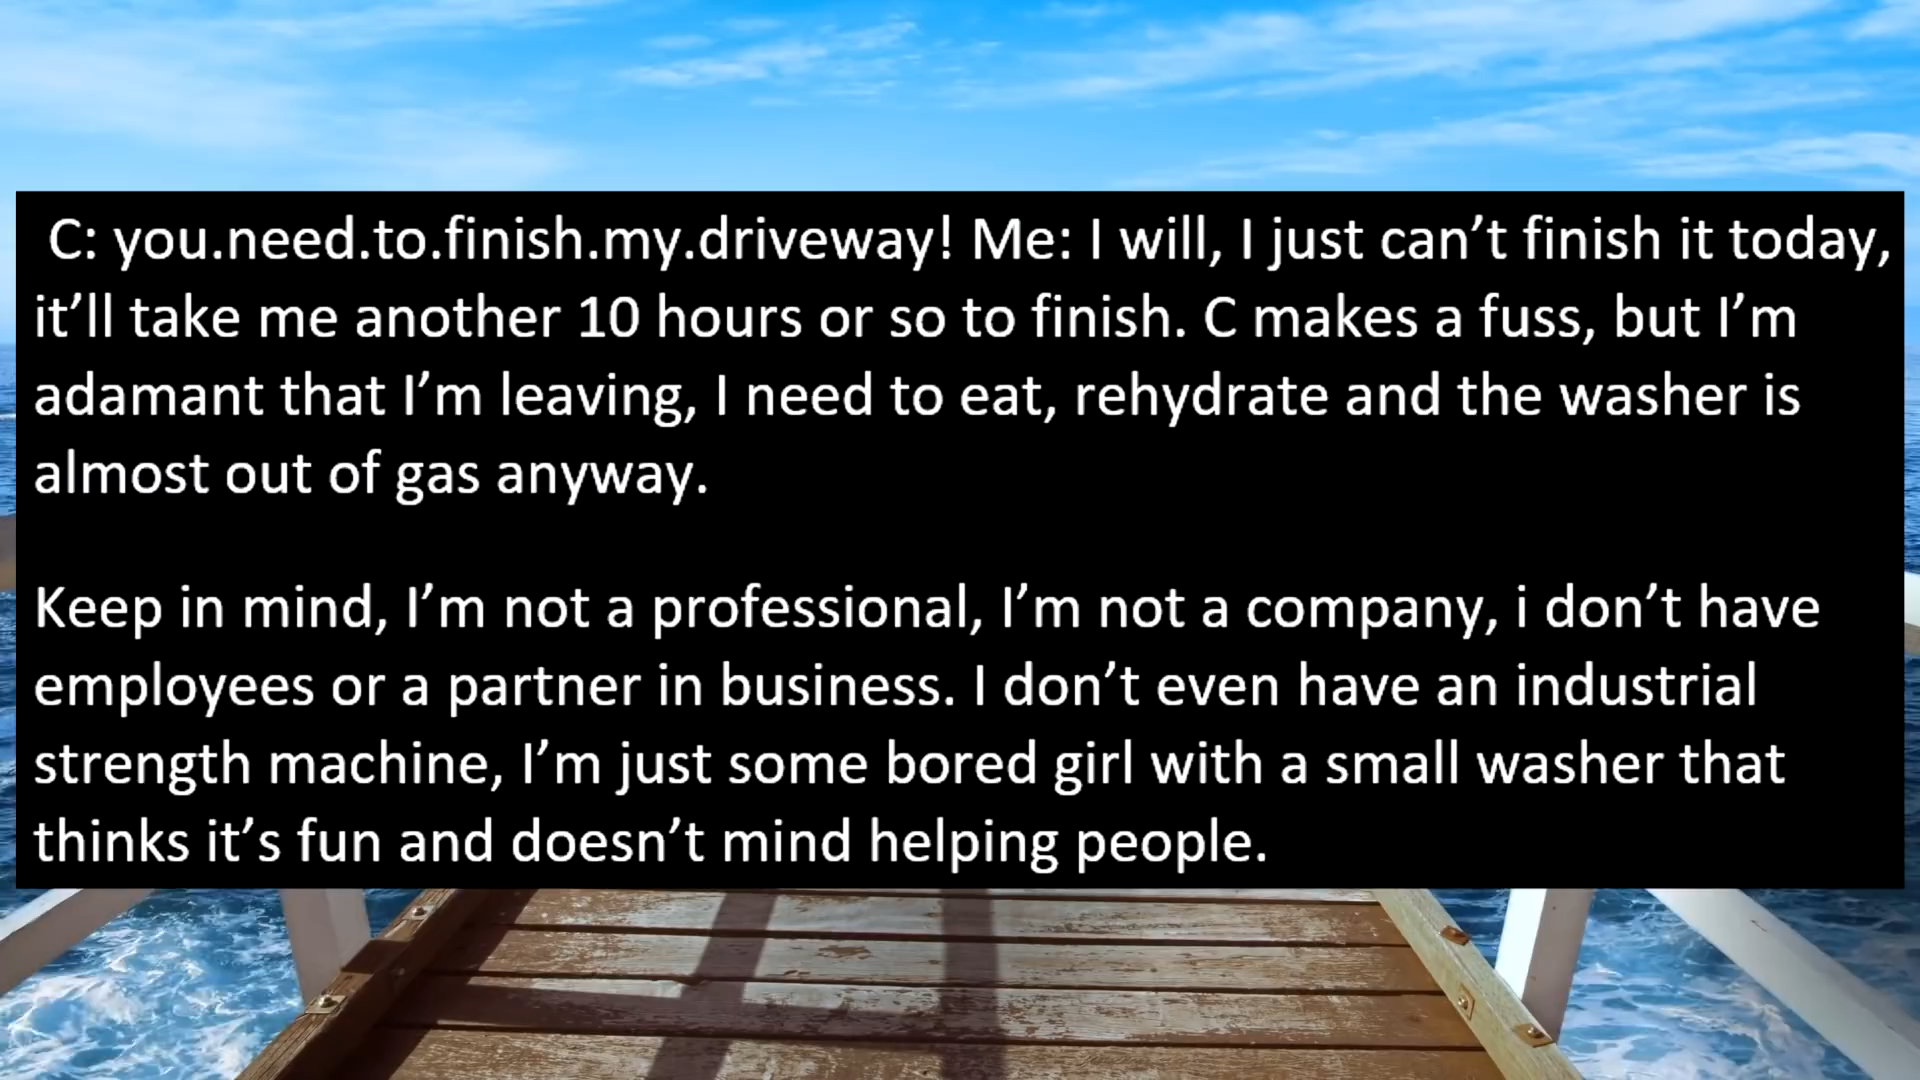 C: you.need.to.finish.my.driveway! Me: I will, I just can’t finish it today,
it’ll take me another 10 hours or so to finish. C makes a fuss, but I’m
adamant that I’m leaving, I need to eat, rehydrate and the washer is
almost out of gas anyway.
Keep in mind, I’m not a professional, I’m not a company, i don’t have
employees or a partner in business. I don’t even have an industrial
strength machine, I’m just some bored girl with a small washer that
thinks it’s fun and doesn’t mind helping people.